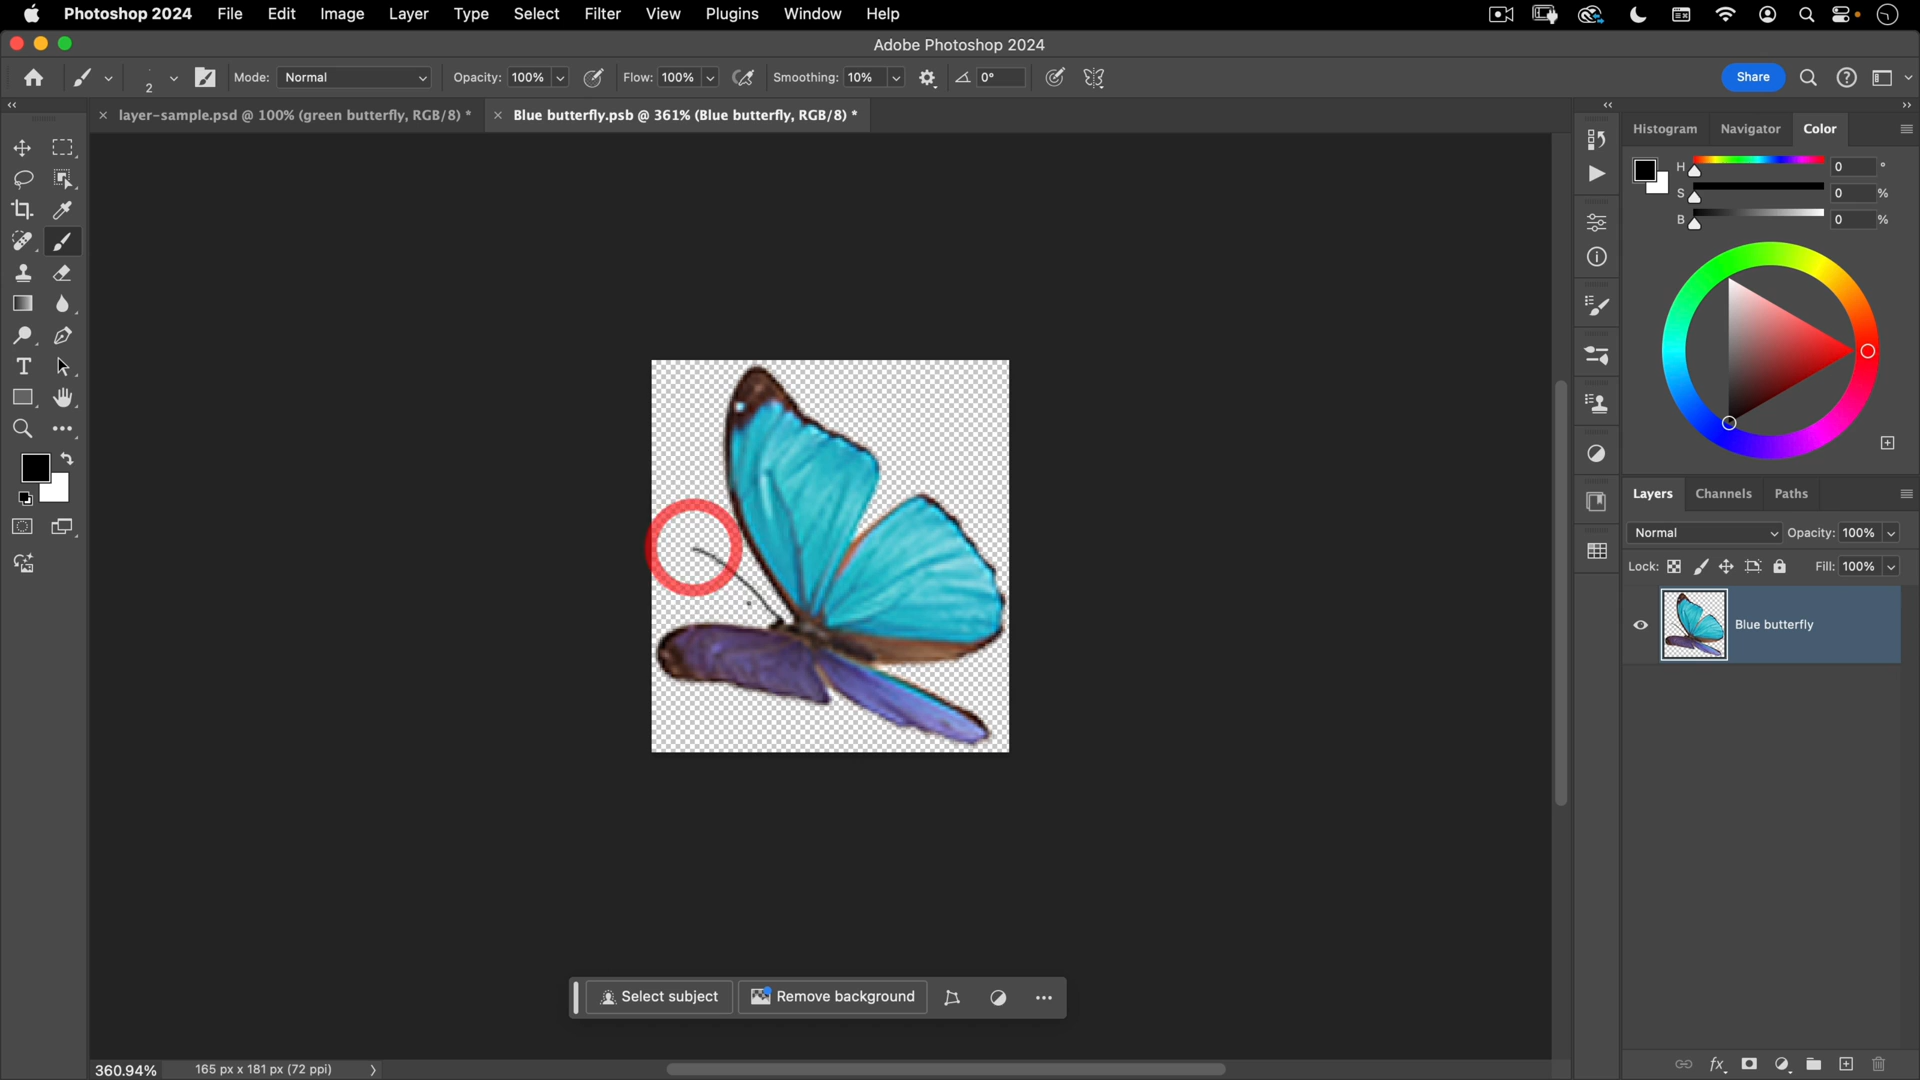 Photoshop 2024 File Edit Image Layer Type Select Filter View Plugins Window Help
Adobe Photoshop 2024
2 Mode: Normal Opacity: 100% Flow: 100% Smoothing: 10% 0° Share
layer-sample.psd @ 100% (green butterfly, RGB/8) * Blue butterfly.psb @ 361% (Blue butterfly, RGB/8) *
Histogram Navigator Color
H 0 °
S 0 %
B 0 %
Layers Channels Paths
Normal Opacity: 100%
Lock: Fill: 100%
Blue butterfly
Select subject Remove background
360.94% 165 px x 181 px (72 ppi)